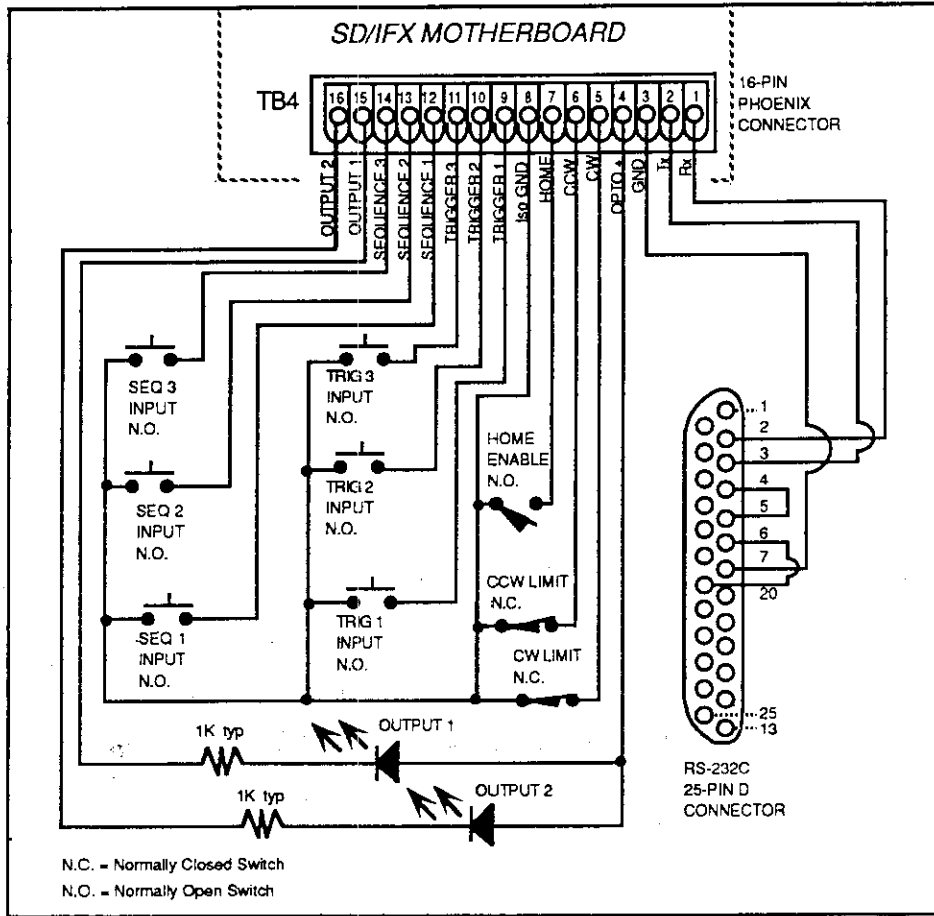 SD/IFX MOTHERBOARD
TB4
16 15 14 13 12 11 10 9 8 7 6 5 4 3 2 1
16-PIN
PHOENIX
CONNECTOR
OUTPUT 2
OUTPUT 1
SEQUENCE 3
SEQUENCE 2
SEQUENCE 1
TRIGGER 3
TRIGGER 2
TRIGGER 1
Iso GND
HOME
CCW
CW
OPTO +
GND
Tx
Rx
SEQ 3
INPUT
N.O.
SEQ 2
INPUT
N.O.
SEQ 1
INPUT
N.O.
TRIG 3
INPUT
N.O.
TRIG 2
INPUT
N.O.
TRIG 1
INPUT
N.O.
HOME
ENABLE
N.O.
CCW LIMIT
N.C.
CW LIMIT
N.C.
1
2
3
4
5
6
7
20
25
13
RS-232C
25-PIN D
CONNECTOR
1K typ
OUTPUT 1
1K typ
OUTPUT 2
N.C. = Normally Closed Switch
N.O. = Normally Open Switch